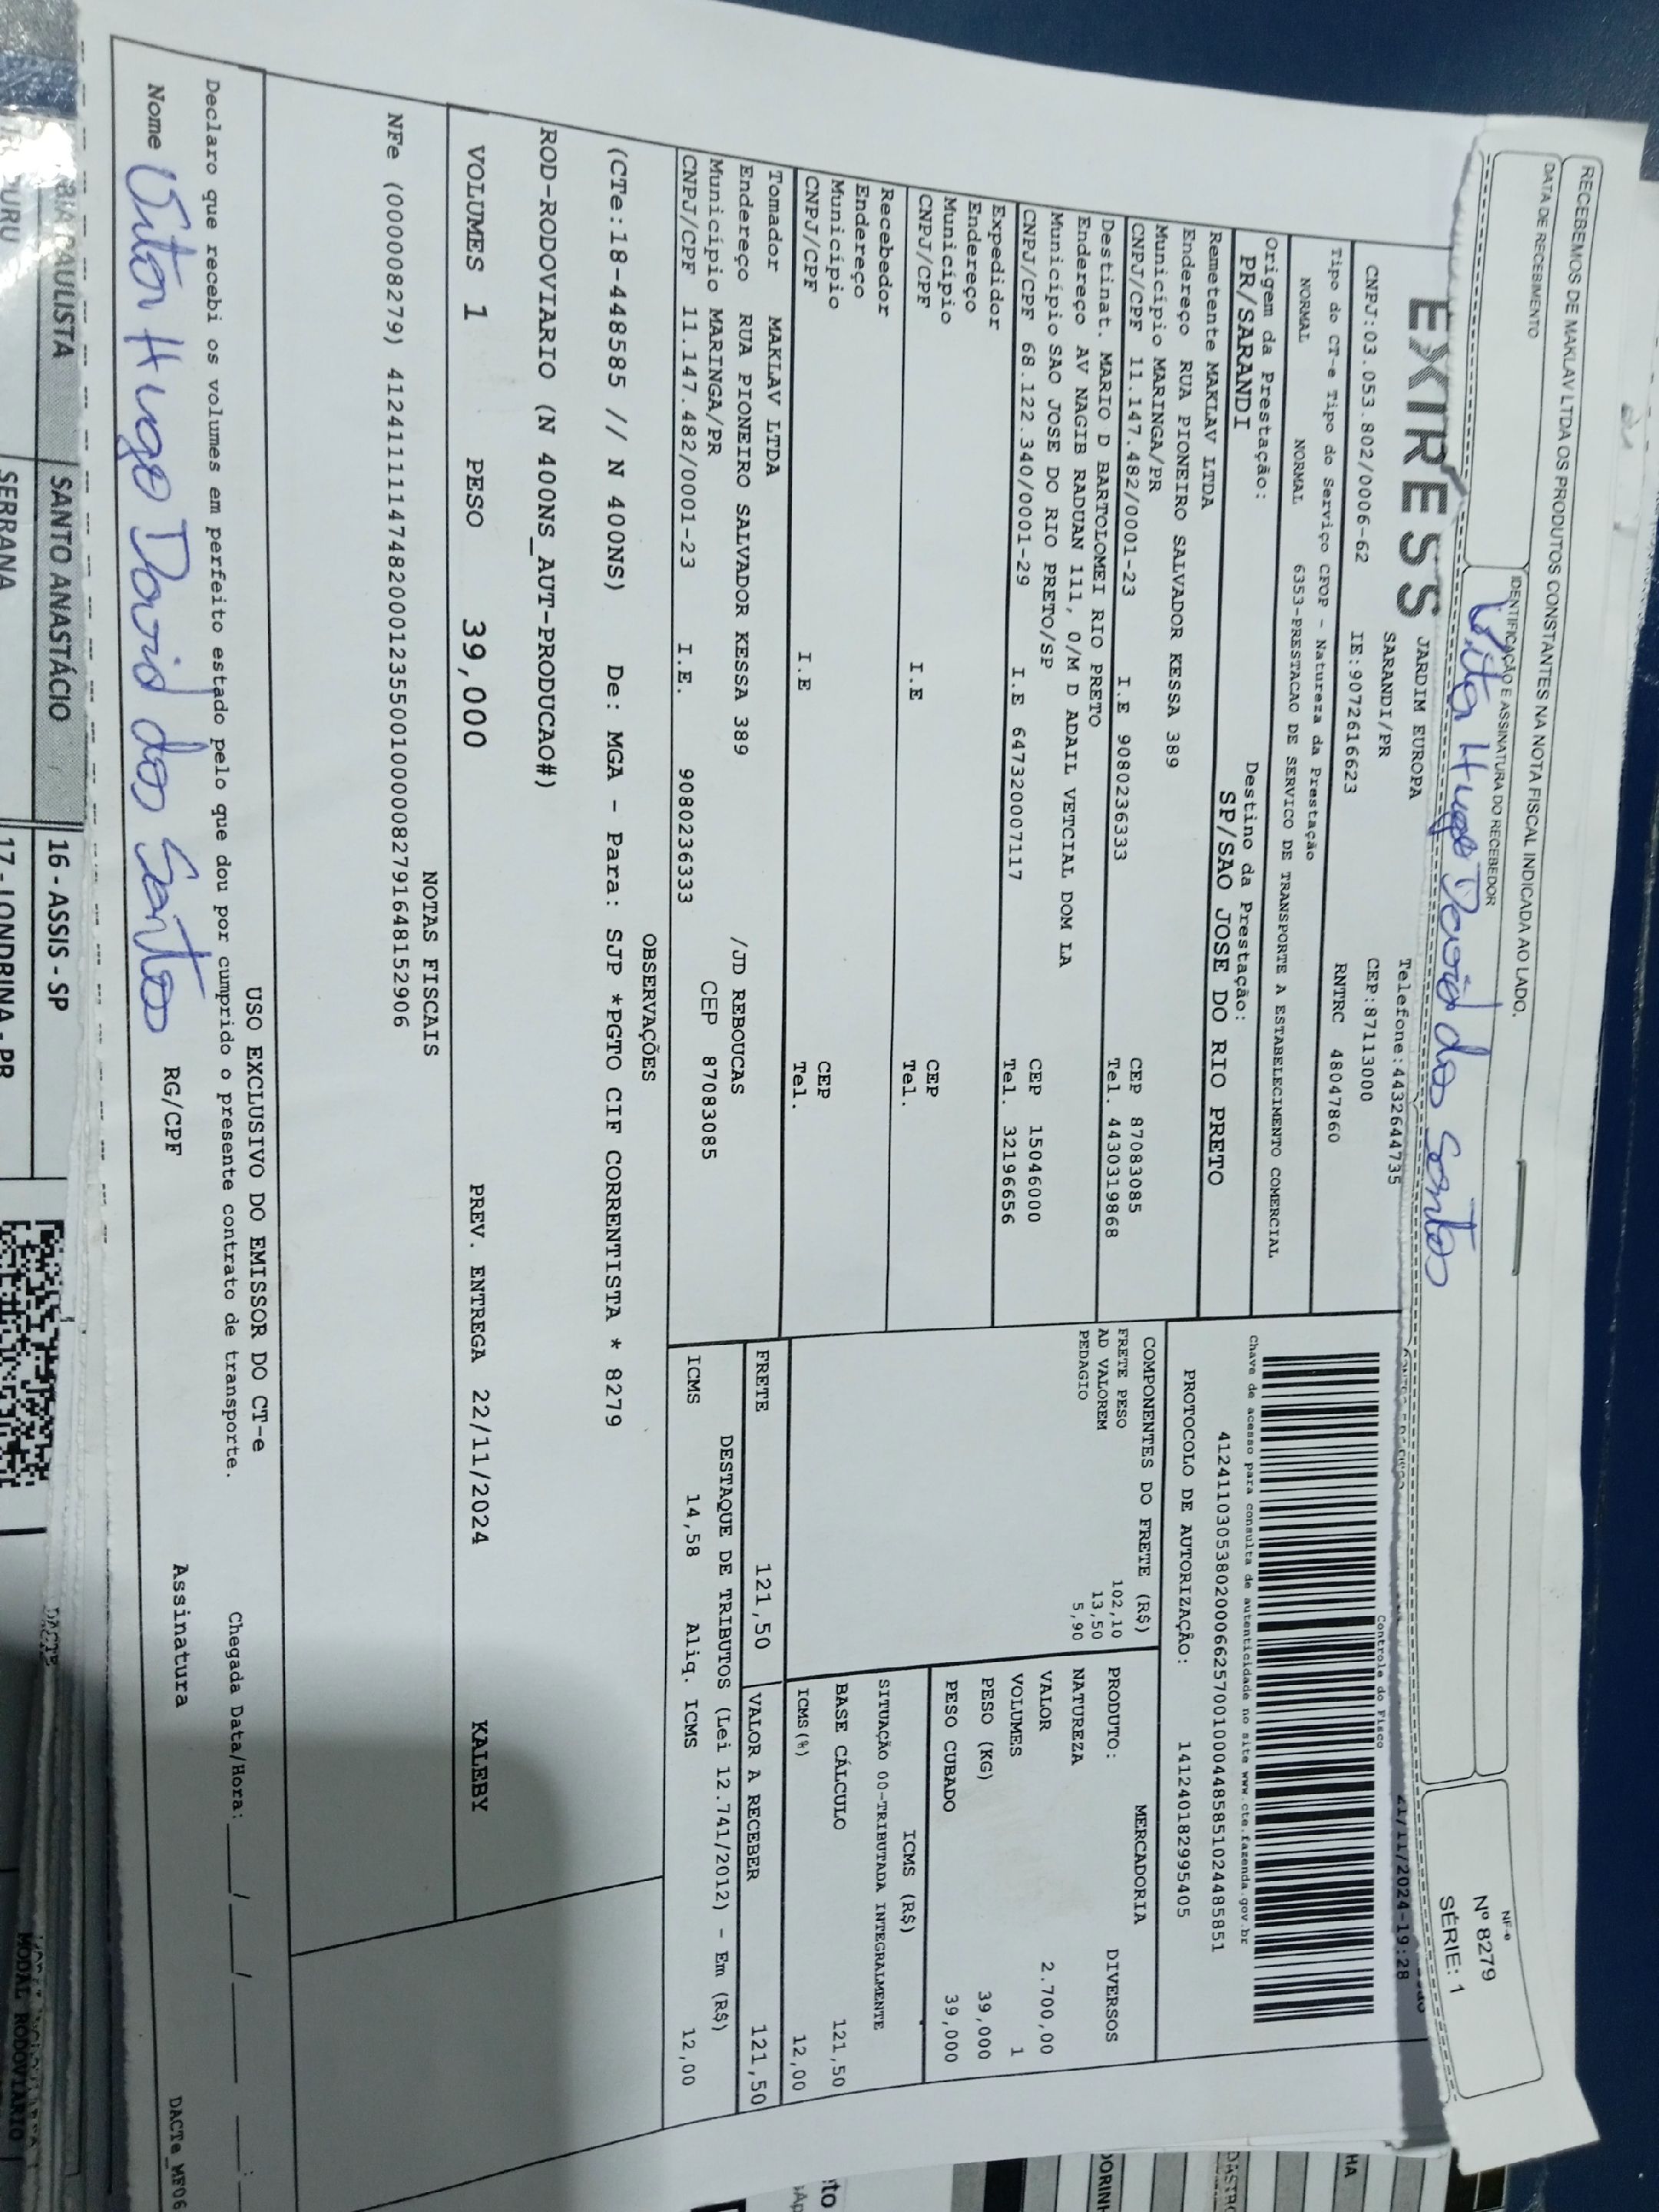 RECEBEMOS DE MAKLAV LTDA OS PRODUTOS CONSTANTES NA NOTA FISCAL INDICADA AO LADO.
DATA DE RECEBIMENTO
IDENTIFICAÇÃO E ASSINATURA DO RECEBEDOR
Vitor Hugo David dos Santos
NF-e
Nº 8279
SÉRIE: 1
EXPRESS
JARDIM EUROPA
SARANDI/PR
Telefone:4432644735
CNPJ:03.053.802/0006-62 IE:9072616623 CEP:87113000
RNTRC 48047860
21/11/2024-19:28
Controle do Fisco
Tipo do CT-e Tipo do Serviço CFOP - Natureza da Prestação
NORMAL NORMAL 6353-PRESTACAO DE SERVICO DE TRANSPORTE A ESTABELECIMENTO COMERCIAL
Chave de acesso para consulta de autenticidade no site www.cte.fazenda.gov.br
41241103053802000662570010004485851024485851
Origem da Prestação: Destino da Prestação:
PR/SARANDI SP/SAO JOSE DO RIO PRETO
PROTOCOLO DE AUTORIZAÇÃO: 141240182995405
Remetente MAKLAV LTDA
Endereço RUA PIONEIRO SALVADOR KESSA 389
Município MARINGA/PR CEP 87083085
CNPJ/CPF 11.147.482/0001-23 I.E 9080236333 Tel. 44303198​68
Destinat. MARIO D BARTOLOMEI RIO PRETO
Endereço AV NAGIB RADUAN 111, 0/M D ADAIL VETCIAL DOM LA
Município SAO JOSE DO RIO PRETO/SP CEP 15046000
CNPJ/CPF 68.122.340/0001-29 I.E 647320007117 Tel. 32196656
Expedidor
Endereço
Município CEP
CNPJ/CPF I.E Tel.
Recebedor
Endereço
Município CEP
CNPJ/CPF I.E Tel.
COMPONENTES DO FRETE (R$)
FRETE PESO 102,10
AD VALOREM 13,50
PEDAGIO 5,90
MERCADORIA
PRODUTO: DIVERSOS
NATUREZA
VALOR 2.700,00
VOLUMES 1
PESO (KG) 39,000
PESO CUBADO 39,000
ICMS (R$)
SITUAÇÃO 00-TRIBUTADA INTEGRALMENTE
BASE CÁLCULO 121,50
ICMS(%) 12,00
Tomador MAKLAV LTDA
Endereço RUA PIONEIRO SALVADOR KESSA 389 /JD REBOUCAS
Município MARINGA/PR CEP 87083085
CNPJ/CPF 11.147.482/0001-23 I.E. 9080236333
FRETE 121,50 VALOR A RECEBER 121,50
DESTAQUE DE TRIBUTOS (Lei 12.741/2012) - Em (R$)
ICMS 14,58 Aliq. ICMS 12,00
OBSERVAÇÕES
(CTe:18-448585 // N 400NS) De: MGA - Para: SJP *PGTO CIF CORRENTISTA * 8279
ROD-RODOVIARIO (N 400NS_AUT-PRODUCAO#)
VOLUMES 1 PESO 39,000 PREV. ENTREGA 22/11/2024 KALEBY
NOTAS FISCAIS
NFe (000008279) 41241111147482000123550010000082791648152906
USO EXCLUSIVO DO EMISSOR DO CT-e
Declaro que recebi os volumes em perfeito estado pelo que dou por cumprido o presente contrato de transporte. Chegada Data/Hora:
Nome Vitor Hugo David dos Santos RG/CPF Assinatura
DACTe_MF06
PAULISTA SANTO ANASTÁCIO 16 - ASSIS - SP
SERRANA 17 - LONDRINA - PR
DACTE
MODAL RODOVIÁRIO